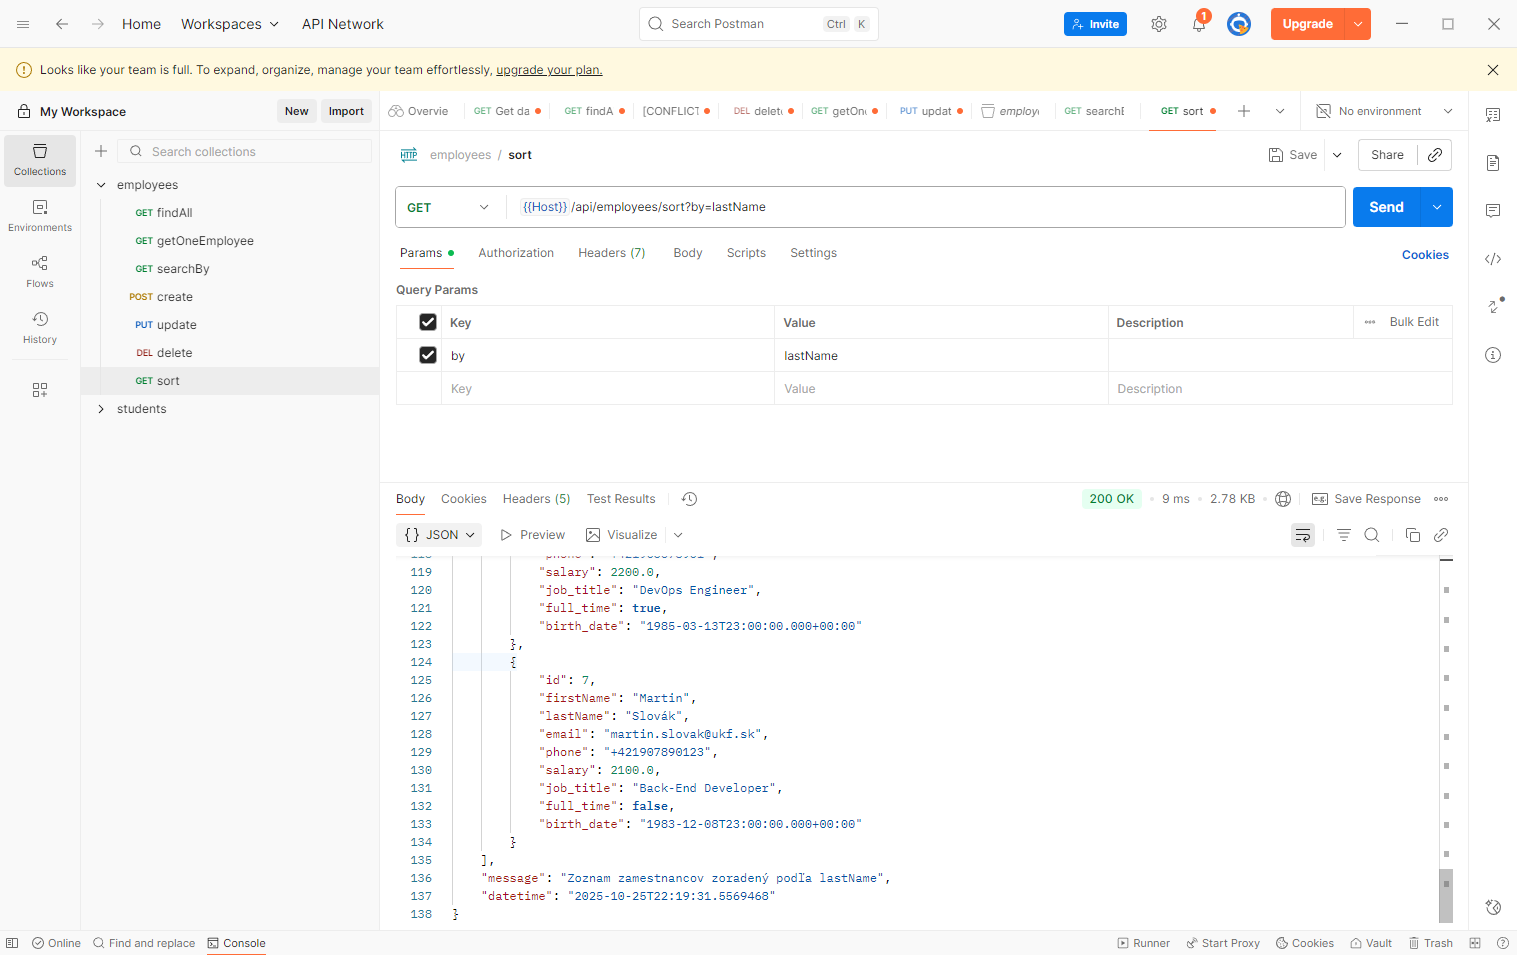 Home Workspaces API Network Search Postman Ctrl K Invite 1 Upgrade
Looks like your team is full. To expand, organize, manage your team effortlessly, upgrade your plan.
My Workspace New Import
Overvie GET Get da GET findA [CONFLICT DEL delet GET getOn PUT updat employ GET searchE GET sort No environment
Collections
Environments
Flows
History
Search collections
employees
GET findAll
GET getOneEmployee
GET searchBy
POST create
PUT update
DEL delete
GET sort
students
HTTP employees / sort Save Share
GET {{Host}} /api/employees/sort?by=lastName Send
Params Authorization Headers (7) Body Scripts Settings Cookies
Query Params
Key Value Description Bulk Edit
by lastName
Key Value Description
Body Cookies Headers (5) Test Results 200 OK 9 ms 2.78 KB e.g. Save Response
{} JSON Preview Visualize
119 "salary": 2200.0,
120 "job_title": "DevOps Engineer",
121 "full_time": true,
122 "birth_date": "1985-03-13T23:00:00.000+00:00"
123 },
124 {
125 "id": 7,
126 "firstName": "Martin",
127 "lastName": "Slovák",
128 "email": "martin.slovak@ukf.sk",
129 "phone": "+421907890123",
130 "salary": 2100.0,
131 "job_title": "Back-End Developer",
132 "full_time": false,
133 "birth_date": "1983-12-08T23:00:00.000+00:00"
134 }
135 ],
136 "message": "Zoznam zamestnancov zoradený podľa lastName",
137 "datetime": "2025-10-25T22:19:31.5569468"
138 }
Online Find and replace Console Runner Start Proxy Cookies Vault Trash